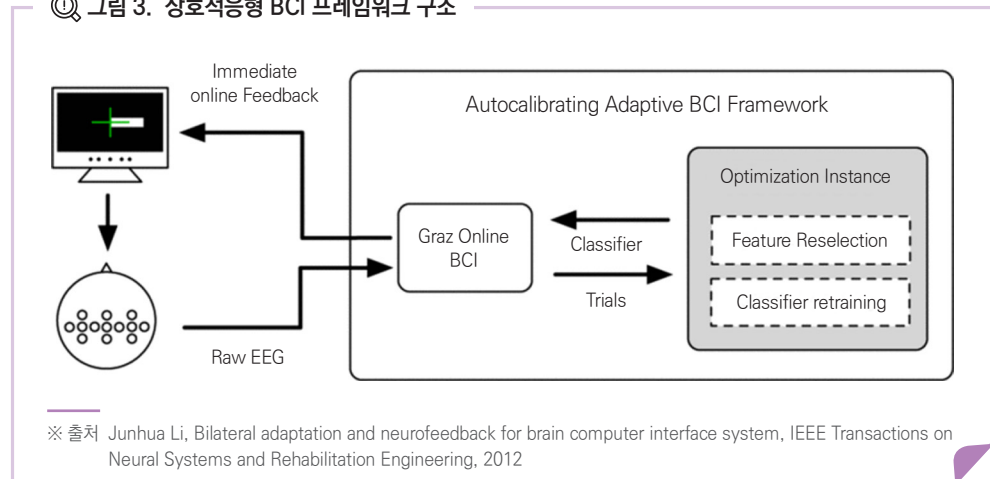 그림 3. 상호적응형 BCI 프레임워크 구조
Immediate
online Feedback
Autocalibrating Adaptive BCI Framework
Optimization Instance
Graz Online
BCI
Classifier
Feature Reselection
Trials
Classifier retraining
Raw EEG
※ 출처 Junhua Li, Bilateral adaptation and neurofeedback for brain computer interface system, IEEE Transactions on
Neural Systems and Rehabilitation Engineering, 2012